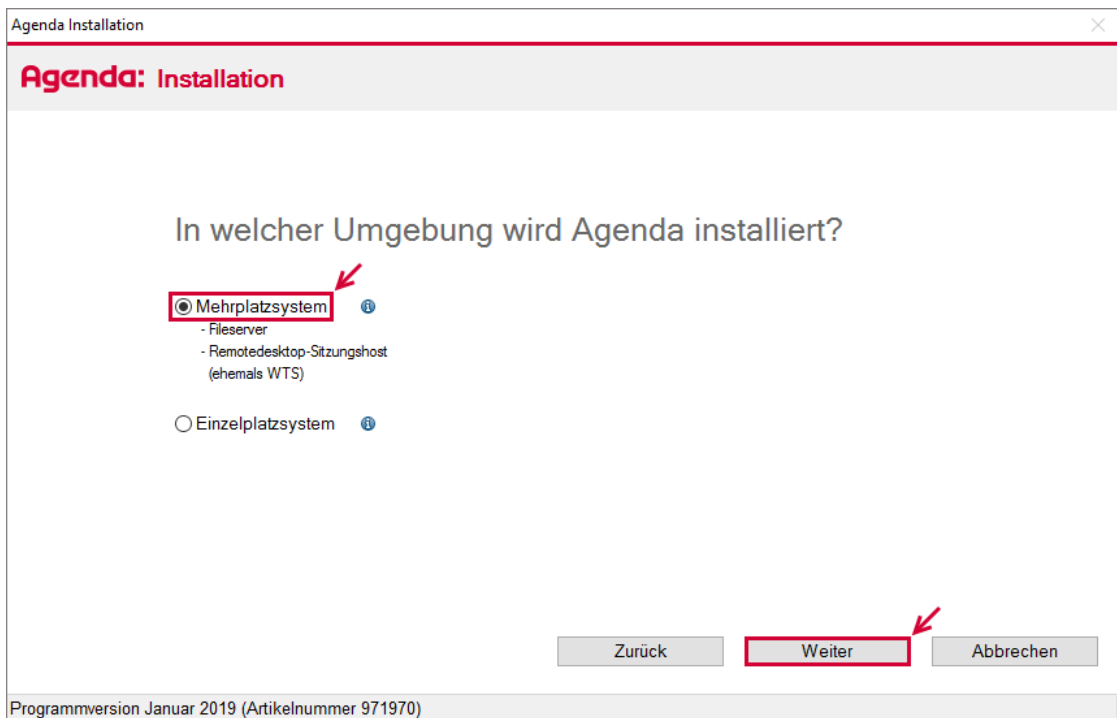 Agenda Installation
Agenda: Installation
In welcher Umgebung wird Agenda installiert?
Mehrplatzsystem
- Fileserver
- Remotedesktop-Sitzungshost
(ehemals WTS)
Einzelplatzsystem
Zurück Weiter Abbrechen
Programmversion Januar 2019 (Artikelnummer 971970)